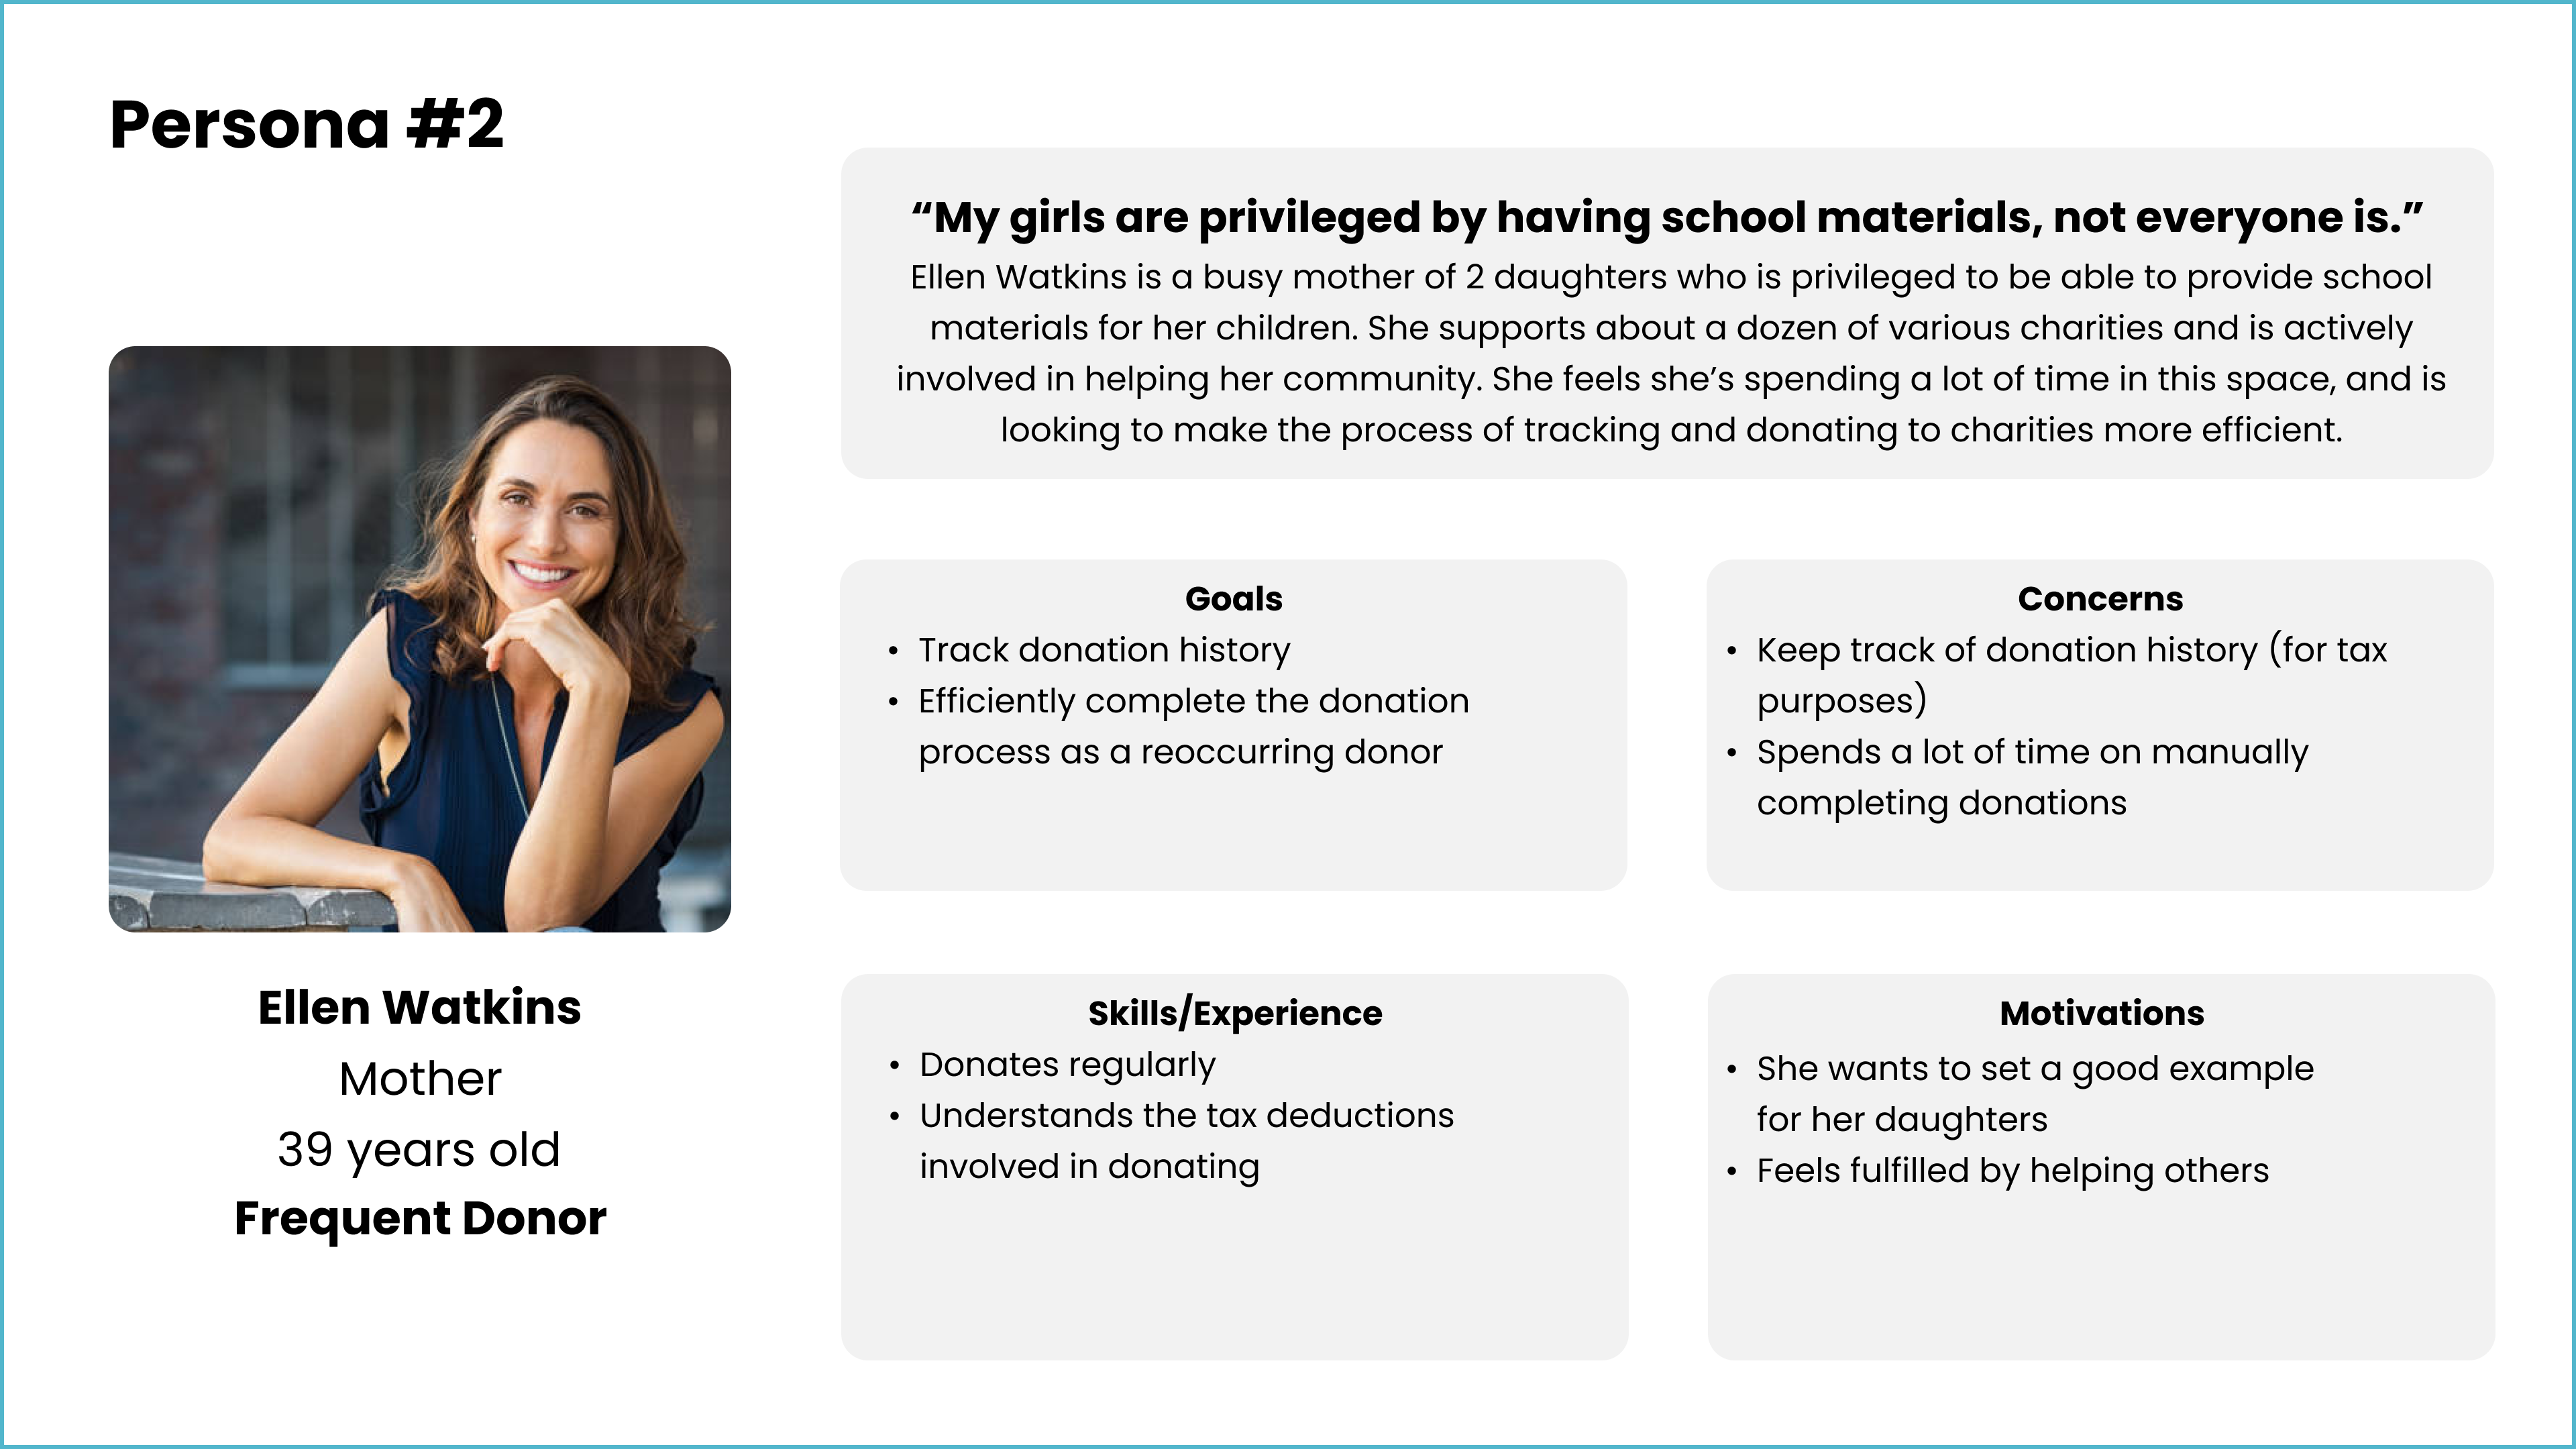 Persona #2
“My girls are privileged by having school materials, not everyone is.”
Ellen Watkins is a busy mother of 2 daughters who is privileged to be able to provide school
materials for her children. She supports about a dozen of various charities and is actively
involved in helping her community. She feels she’s spending a lot of time in this space, and is
looking to make the process of tracking and donating to charities more efficient.
Ellen Watkins
Mother
39 years old
Frequent Donor
Goals
• Track donation history
• Efficiently complete the donation
process as a reoccurring donor
Concerns
• Keep track of donation history (for tax
purposes)
• Spends a lot of time on manually
completing donations
Skills/Experience
• Donates regularly
• Understands the tax deductions
involved in donating
Motivations
• She wants to set a good example
for her daughters
• Feels fulfilled by helping others